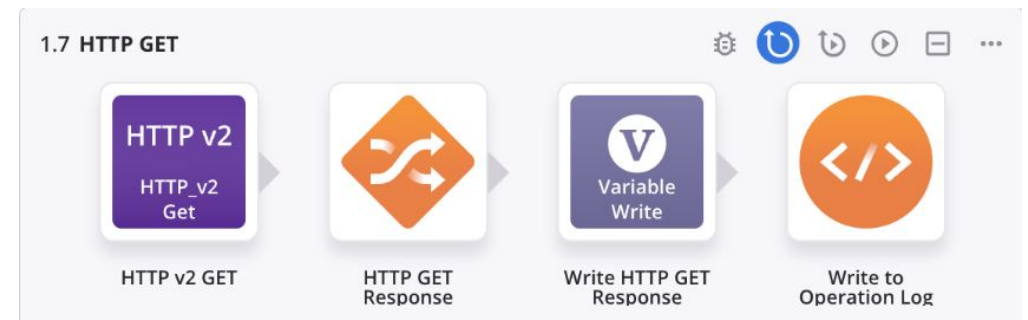 1.7 HTTP GET
HTTP v2
HTTP_v2
Get
V
Variable
Write
</>
HTTP v2 GET
HTTP GET
Response
Write HTTP GET
Response
Write to
Operation Log